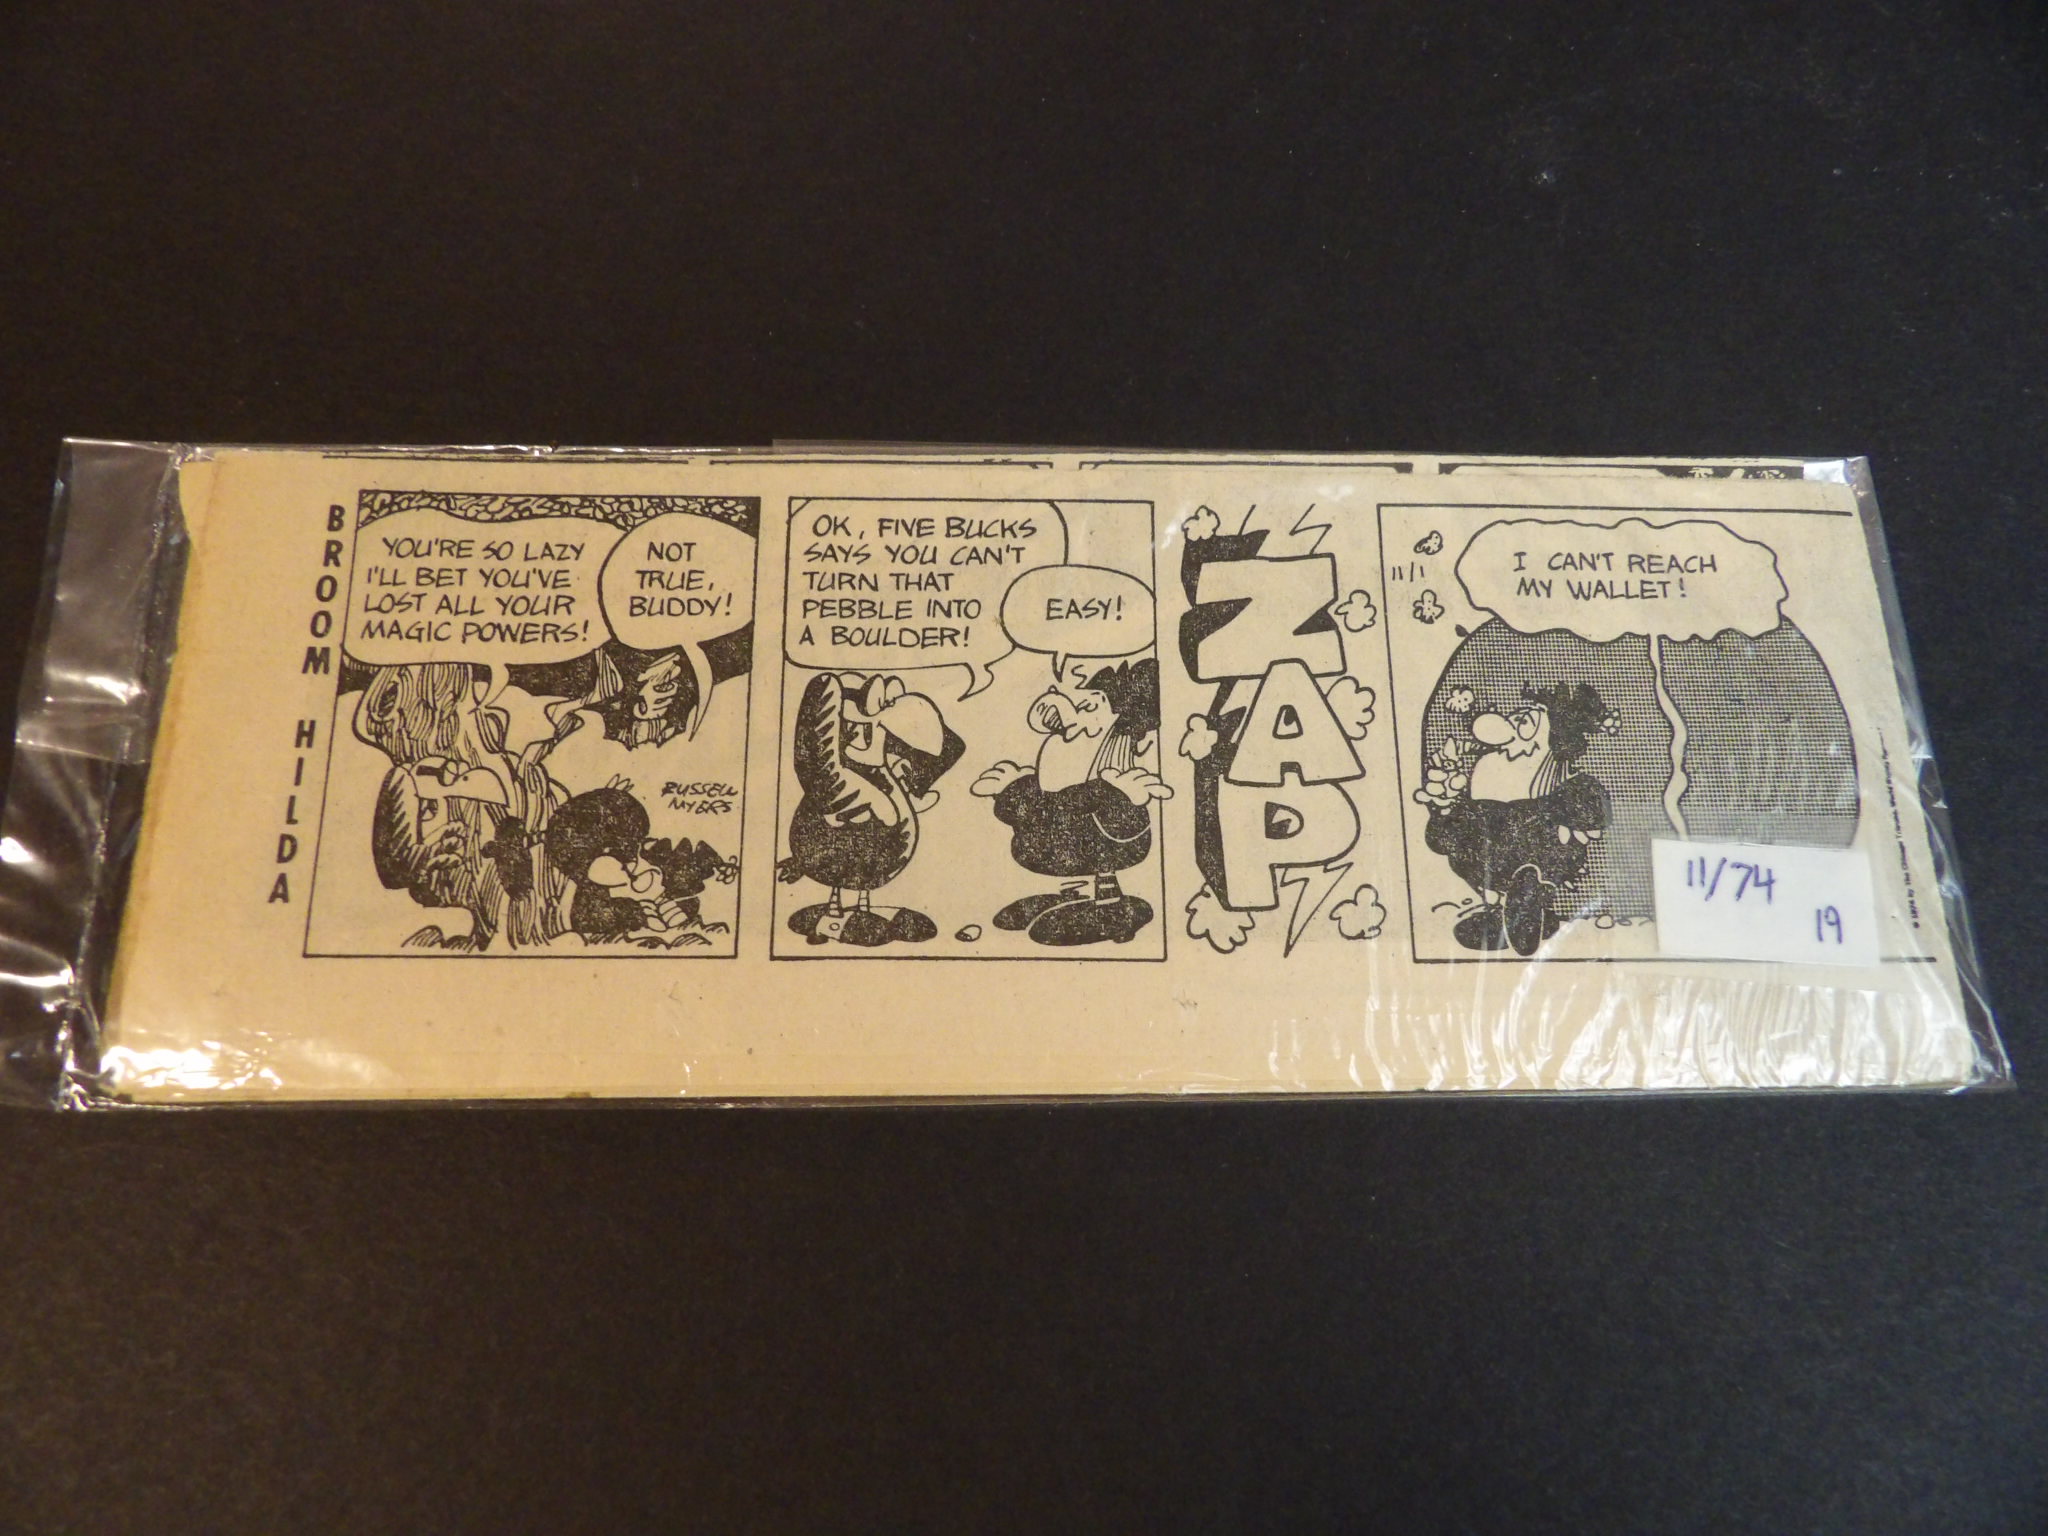 BROOM HILDA
YOU'RE SO LAZY
I'LL BET YOU'VE
LOST ALL YOUR
MAGIC POWERS!
NOT
TRUE,
BUDDY!
RUSSELL
MYERS
OK, FIVE BUCKS
SAYS YOU CAN'T
TURN THAT
PEBBLE INTO
A BOULDER!
EASY!
ZAP
11/1
I CAN'T REACH
MY WALLET!
11/74
19